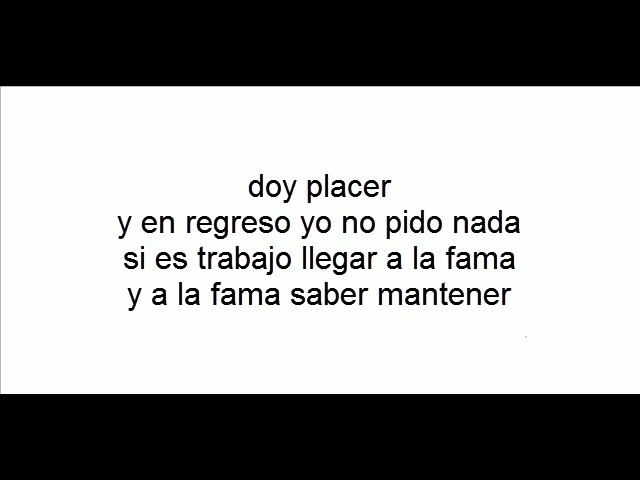 doy placer
y en regreso yo no pido nada
si es trabajo llegar a la fama
y a la fama saber mantener